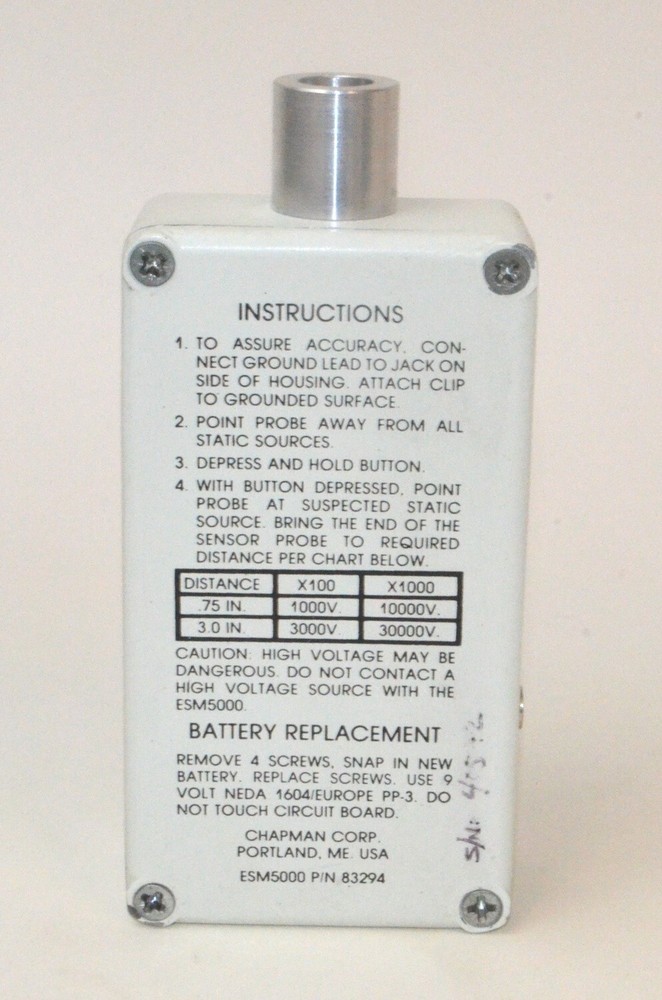 INSTRUCTIONS
1. TO ASSURE ACCURACY, CON-
NECT GROUND LEAD TO JACK ON
SIDE OF HOUSING. ATTACH CLIP
TO GROUNDED SURFACE.
2. POINT PROBE AWAY FROM ALL
STATIC SOURCES.
3. DEPRESS AND HOLD BUTTON.
4. WITH BUTTON DEPRESSED, POINT
PROBE AT SUSPECTED STATIC
SOURCE. BRING THE END OF THE
SENSOR PROBE TO REQUIRED
DISTANCE PER CHART BELOW.
DISTANCE X100 X1000
.75 IN. 1000V. 10000V.
3.0 IN. 3000V. 30000V.
CAUTION: HIGH VOLTAGE MAY BE
DANGEROUS. DO NOT CONTACT A
HIGH VOLTAGE SOURCE WITH THE
ESM5000.
BATTERY REPLACEMENT
REMOVE 4 SCREWS, SNAP IN NEW
BATTERY. REPLACE SCREWS. USE 9
VOLT NEDA 1604/EUROPE PP-3. DO
NOT TOUCH CIRCUIT BOARD.
CHAPMAN CORP.
PORTLAND, ME. USA
ESM5000 P/N 83294
S/N: